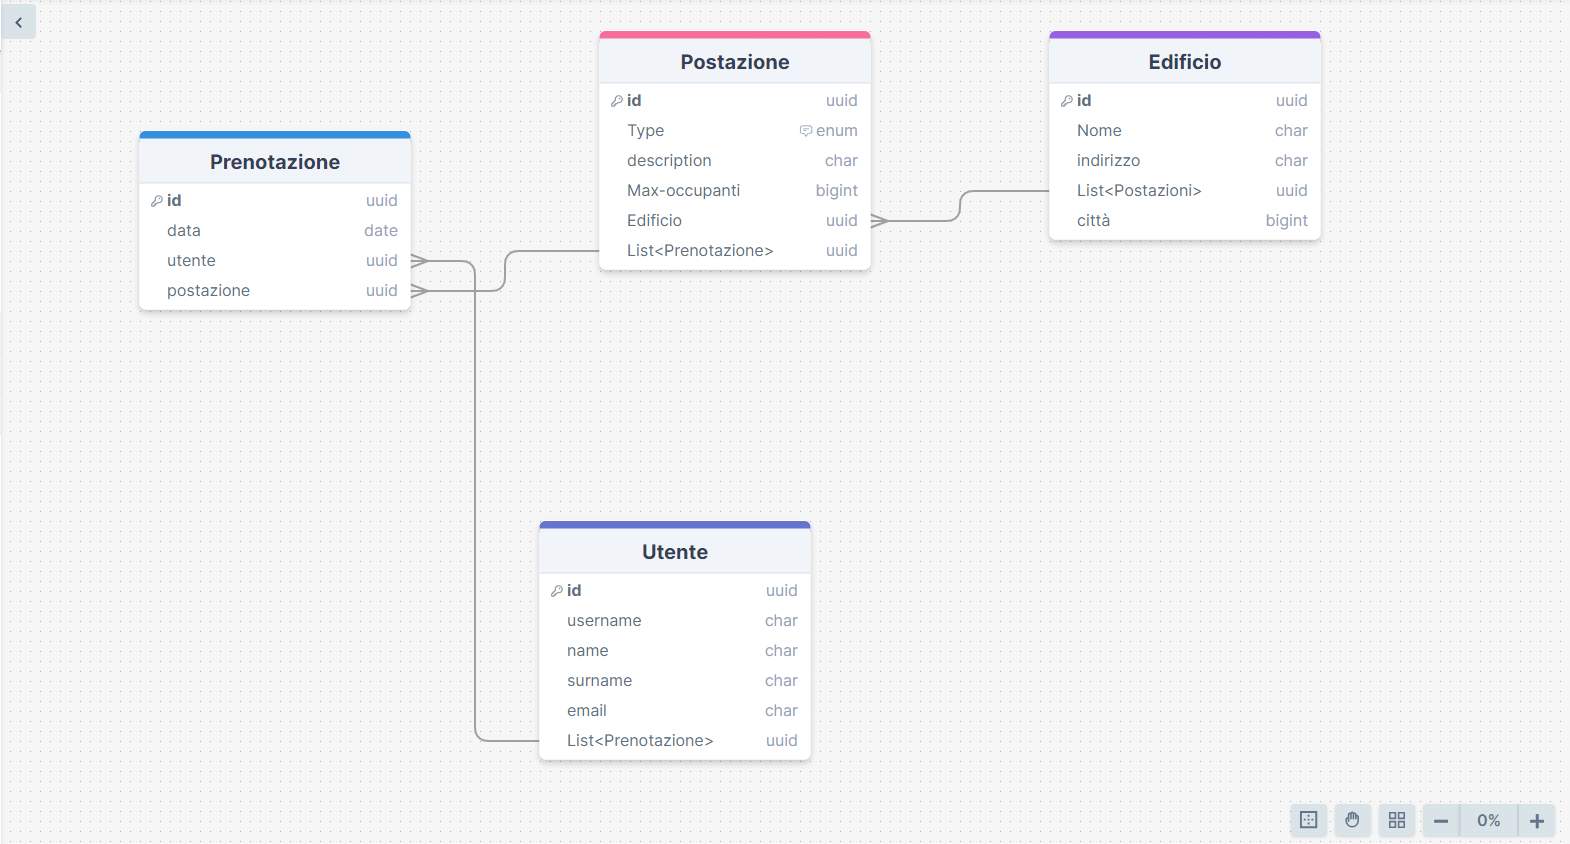 Prenotazione
id uuid
data date
utente uuid
postazione uuid
Postazione
id uuid
Type enum
description char
Max-occupanti bigint
Edificio uuid
List<Prenotazione> uuid
Edificio
id uuid
Nome char
indirizzo char
List<Postazioni> uuid
città bigint
Utente
id uuid
username char
name char
surname char
email char
List<Prenotazione> uuid
0%